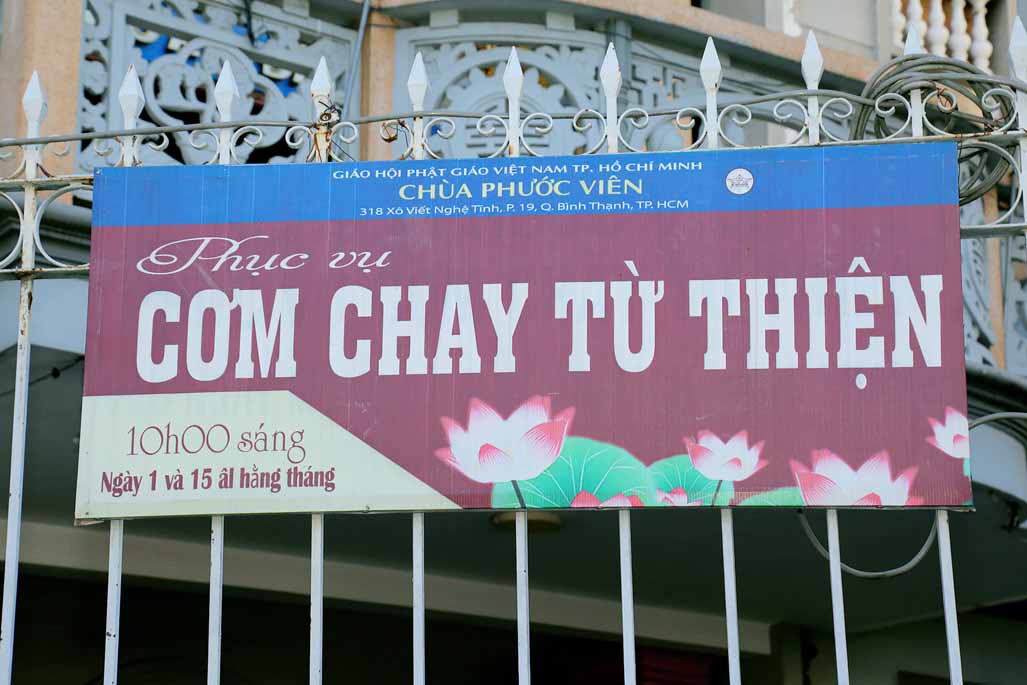 GIÁO HỘI PHẬT GIÁO VIỆT NAM TP. HỒ CHÍ MINH
CHÙA PHƯỚC VIÊN
318 Xô Viết Nghệ Tĩnh, P. 19, Q. Bình Thạnh, TP. HCM
Phục vụ
CƠM CHAY TỪ THIỆN
10h00 sáng
Ngày 1 và 15 âl hằng tháng